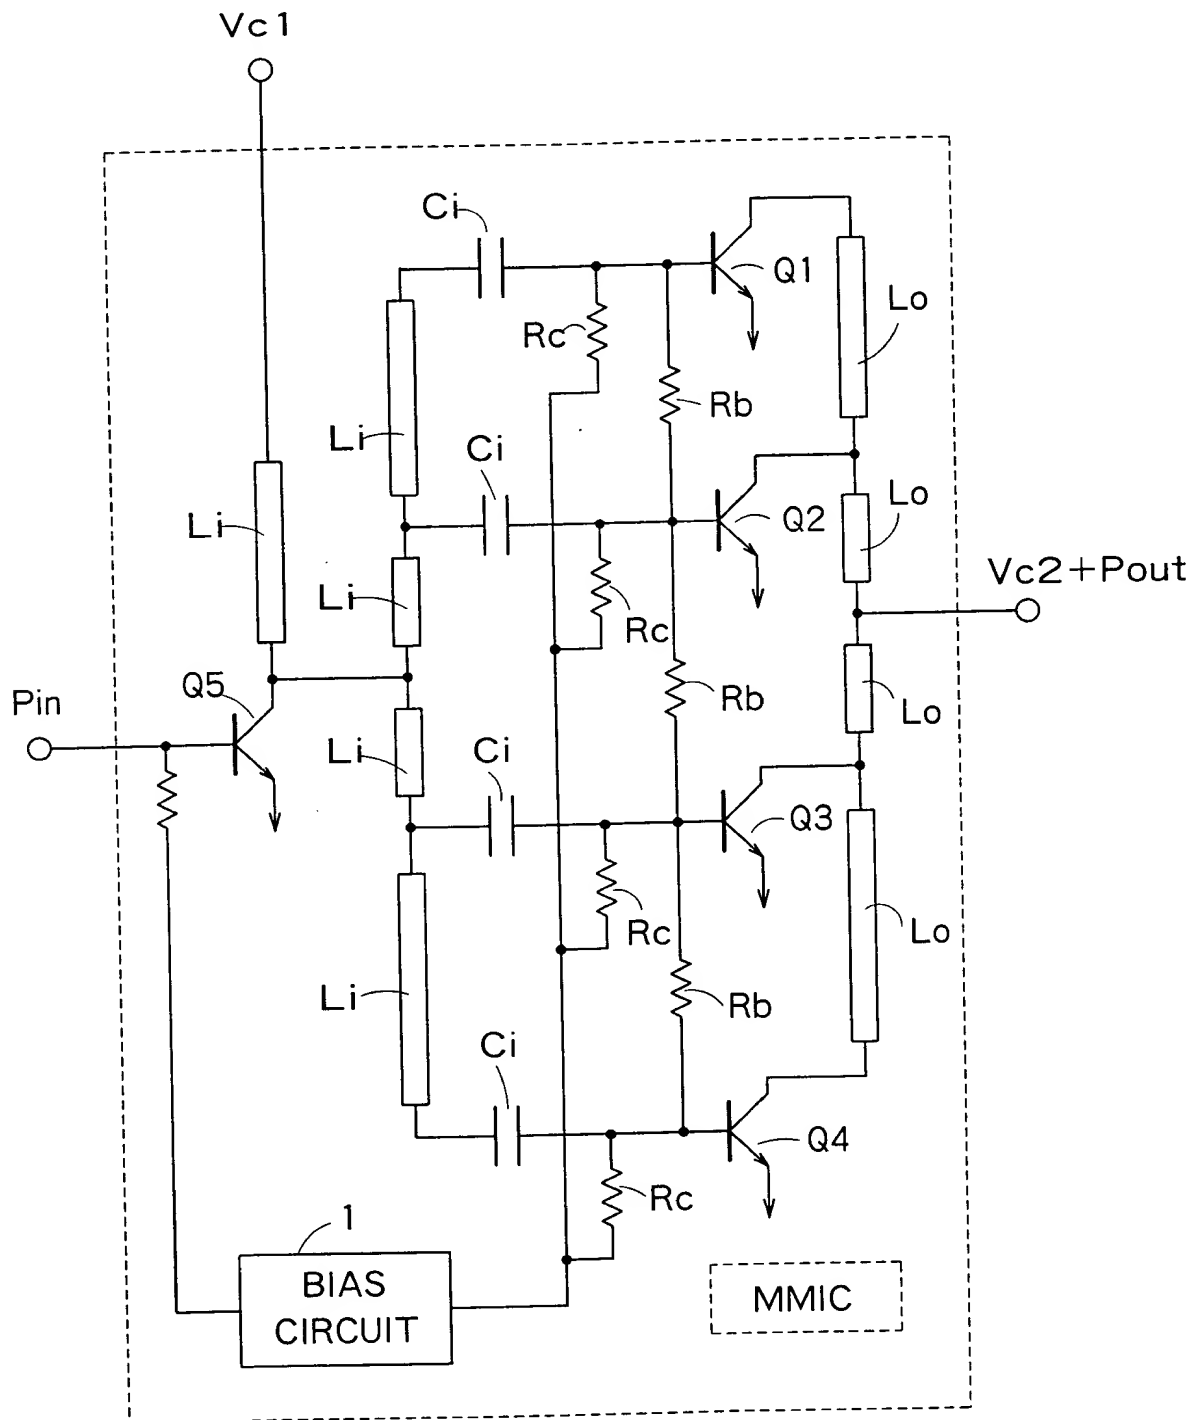 Vc1
Ci
Q1
Lo
Rc
Rb
Li
Ci
Lo
Q2
Li
Vc2+Pout
Li
Rc
Q5
Rb
Pin
Lo
Li
Ci
Q3
Rc
Lo
Li
Rb
Ci
Q4
Rc
1
BIAS
CIRCUIT
MMIC